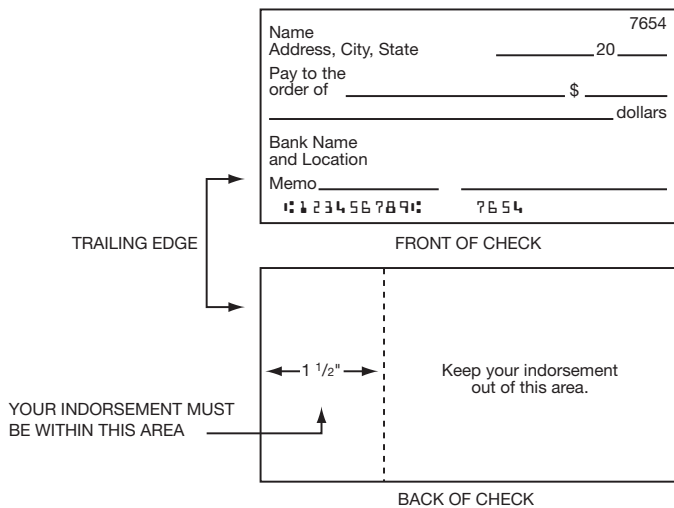 7654
Name
Address, City, State 20
Pay to the
order of $
dollars
Bank Name
and Location
Memo
⑆123456789⑆ 7654
TRAILING EDGE
FRONT OF CHECK
1 1/2"
Keep your indorsement
out of this area.
YOUR INDORSEMENT MUST
BE WITHIN THIS AREA
BACK OF CHECK